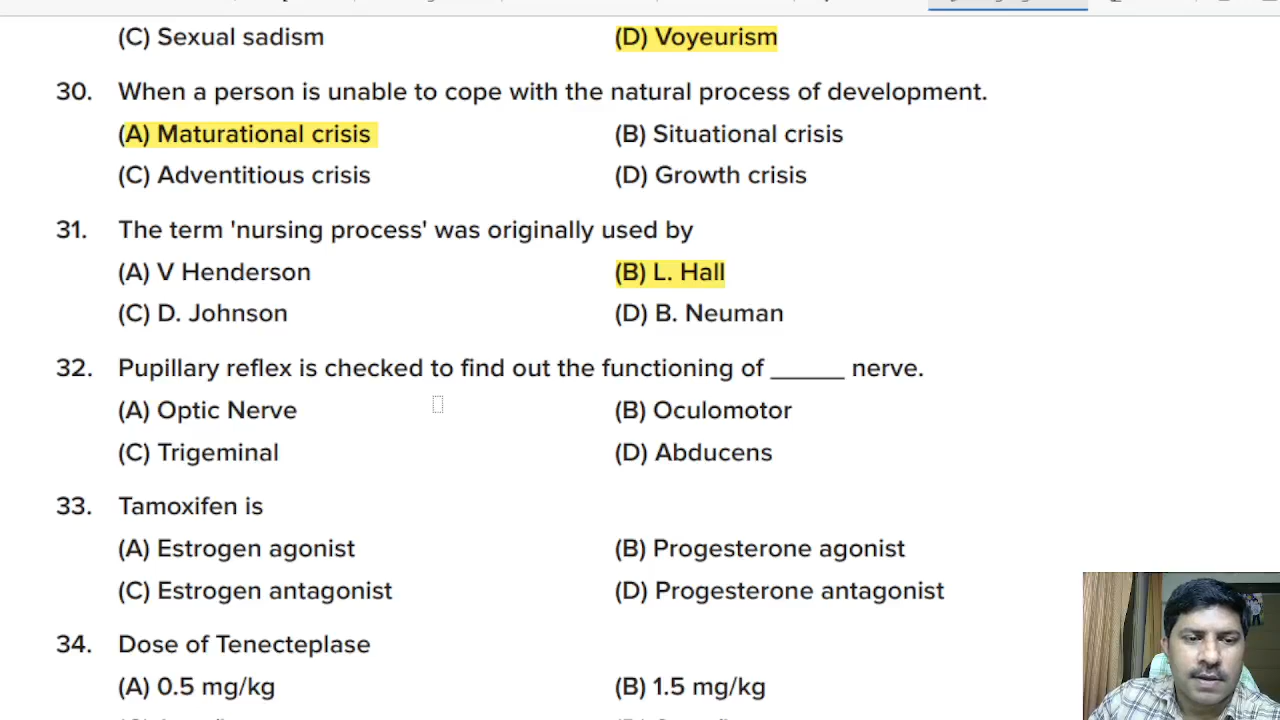 (C) Sexual sadism (D) Voyeurism
30. When a person is unable to cope with the natural process of development.
(A) Maturational crisis (B) Situational crisis
(C) Adventitious crisis (D) Growth crisis
31. The term 'nursing process' was originally used by
(A) V Henderson (B) L. Hall
(C) D. Johnson (D) B. Neuman
32. Pupillary reflex is checked to find out the functioning of _____ nerve.
(A) Optic Nerve (B) Oculomotor
(C) Trigeminal (D) Abducens
33. Tamoxifen is
(A) Estrogen agonist (B) Progesterone agonist
(C) Estrogen antagonist (D) Progesterone antagonist
34. Dose of Tenecteplase
(A) 0.5 mg/kg (B) 1.5 mg/kg